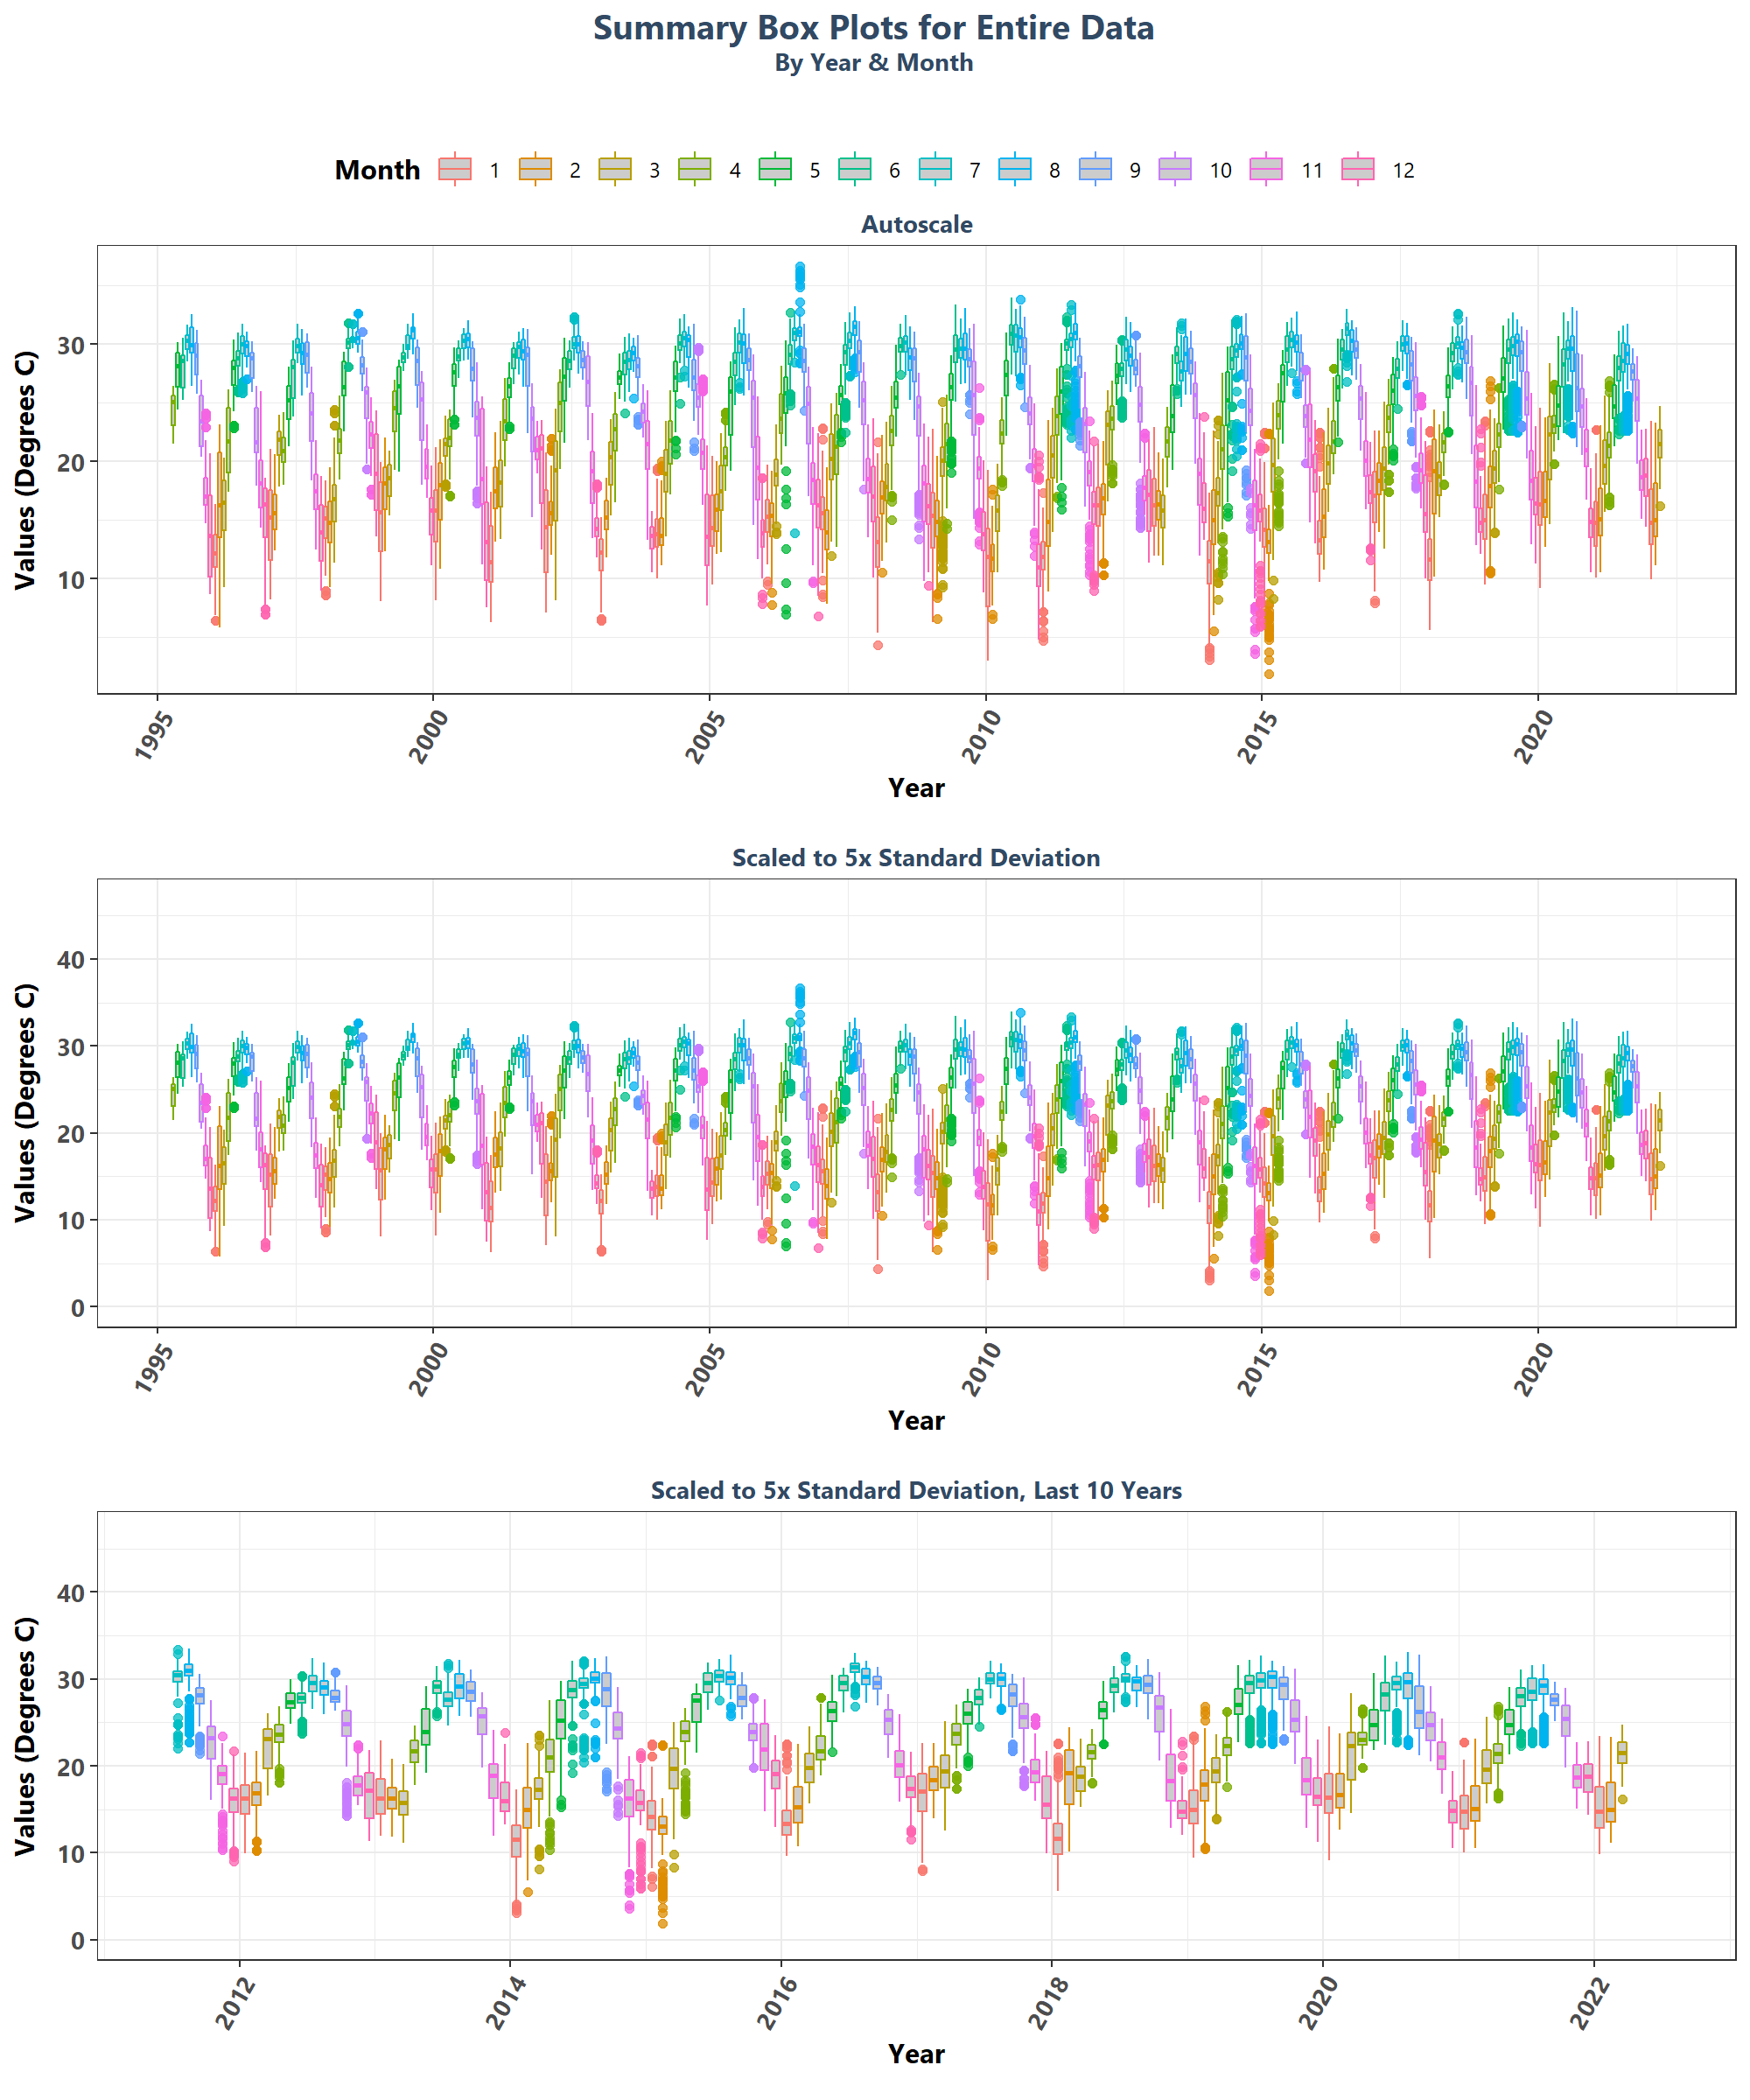 Summary Box Plots for Entire Data
By Year & Month
Month 1 2 3 4 5 6 7 8 9 10 11 12
Autoscale
Values (Degrees C)
30
20
10
1995 2000 2005 2010 2015 2020
Year
Scaled to 5x Standard Deviation
Values (Degrees C)
40
30
20
10
0
1995 2000 2005 2010 2015 2020
Year
Scaled to 5x Standard Deviation, Last 10 Years
Values (Degrees C)
40
30
20
10
0
2012 2014 2016 2018 2020 2022
Year